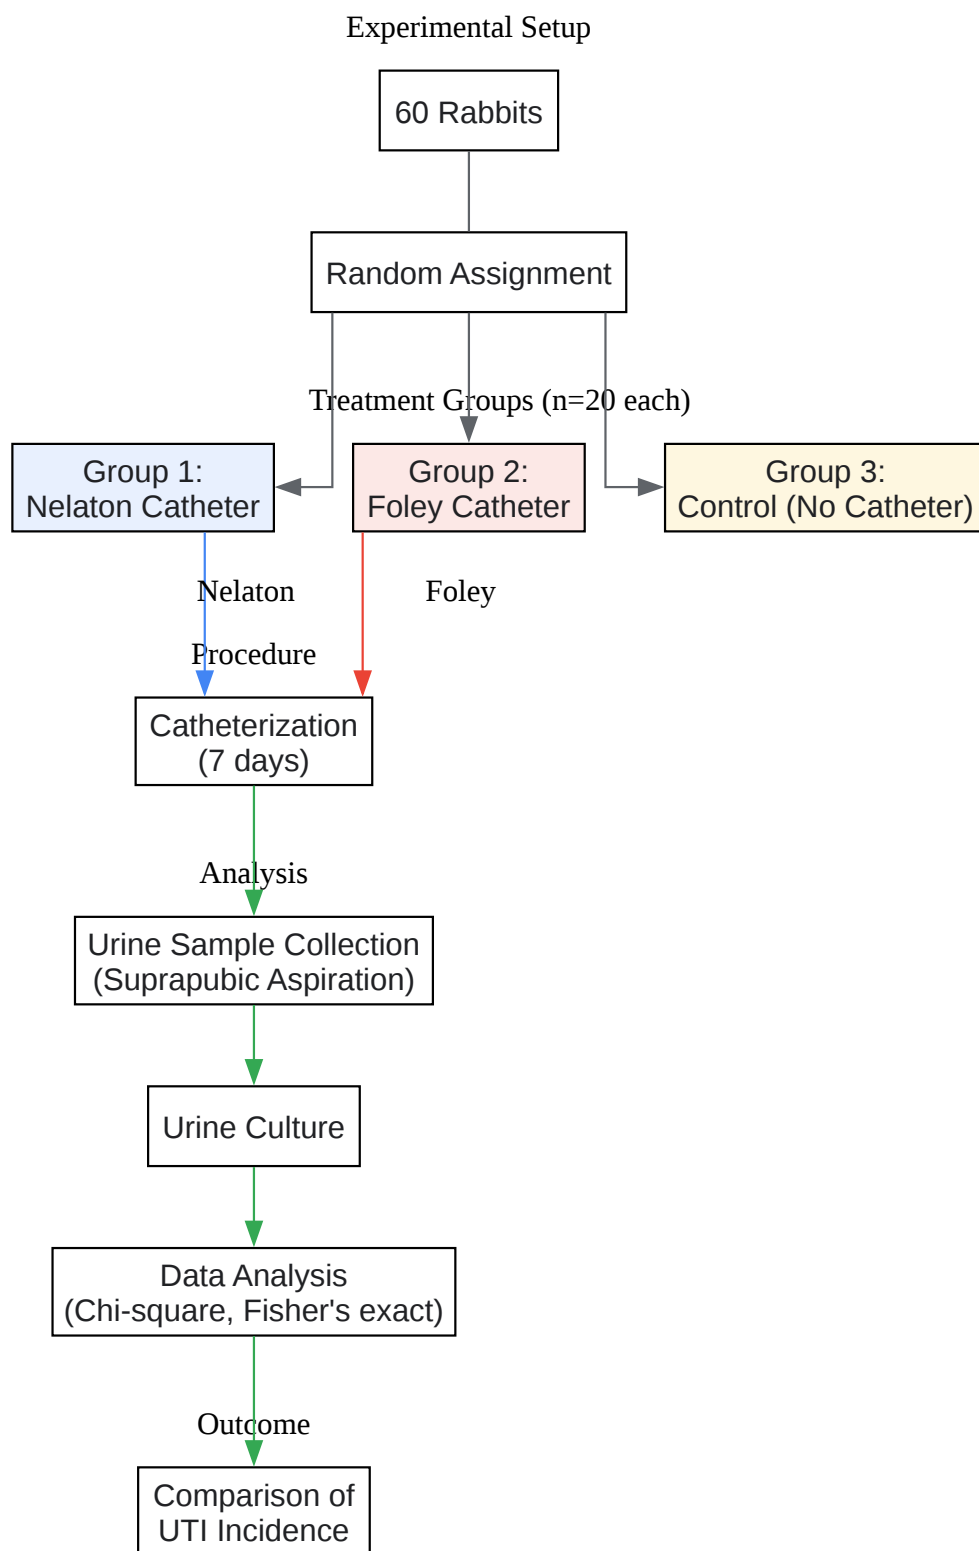 Experimental Setup
60 Rabbits
Random Assignment
Treatment Groups (n=20 each)
Group 1:
Nelaton Catheter
Group 2:
Foley Catheter
Group 3:
Control (No Catheter)
Nelaton
Foley
Procedure
Catheterization
(7 days)
Analysis
Urine Sample Collection
(Suprapubic Aspiration)
Urine Culture
Data Analysis
(Chi-square, Fisher's exact)
Outcome
Comparison of
UTI Incidence